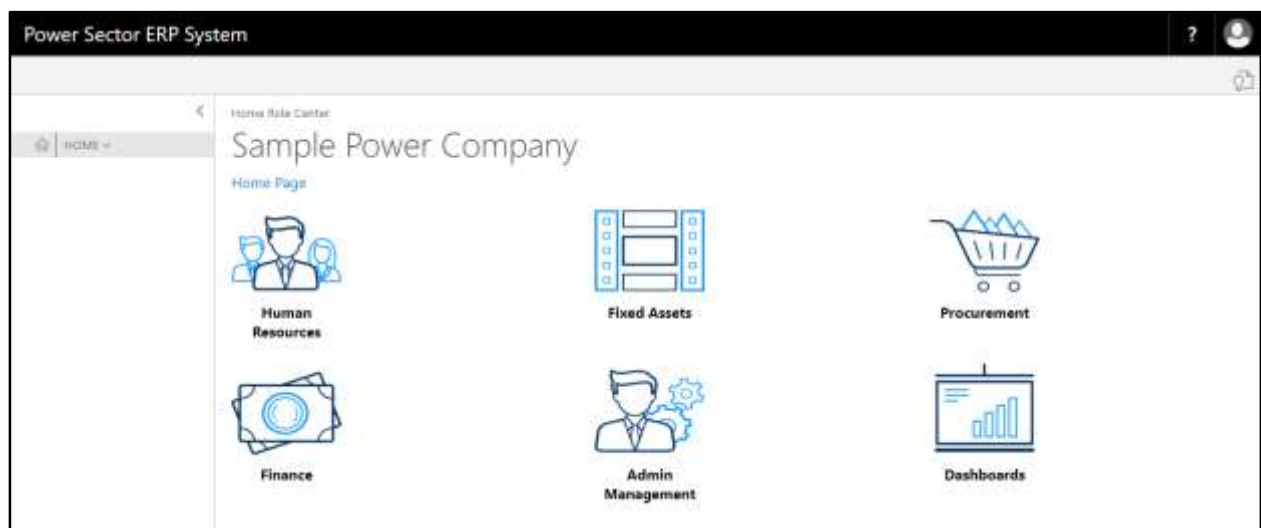 Power Sector ERP System
?
Home Role Center
HOME
Sample Power Company
Home Page
Human
Resources
Fixed Assets
Procurement
Finance
Admin
Management
Dashboards